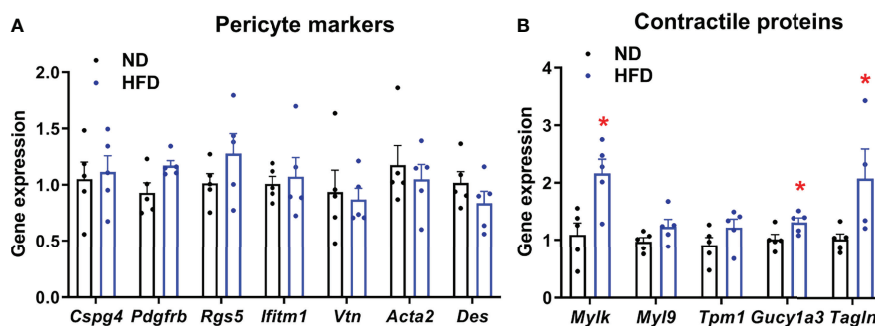 A
Pericyte markers
ND
HFD
Gene expression
2.0
1.5
1.0
0.5
0.0
Cspg4 Pdgfrb Rgs5 Ifitm1 Vtn Acta2 Des
B
Contractile proteins
ND
HFD
Gene expression
4
3
2
1
0
*
*
*
Mylk Myl9 Tpm1 Gucy1a3 Tagln